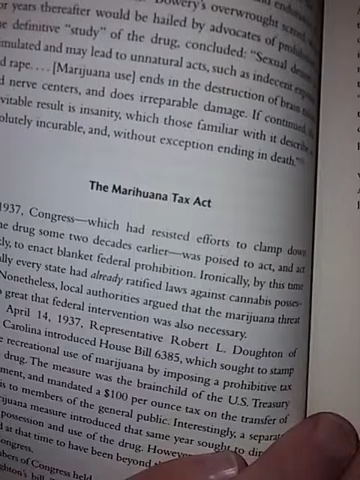 or years thereafter would be hailed by advocates of
e definitive "study" of the drug, concluded: "Sexual
mulated and may lead to unnatural acts, such as indecent
d rape. . . . [Marijuana use] ends in the destruction of brain
d nerve centers, and does irreparable damage. If continued,
vitable result is insanity, which those familiar with it describe
olutely incurable, and, without exception ending in death."
The Marihuana Tax Act
1937, Congress—which had resisted efforts to clamp down
he drug some two decades earlier—was poised to act, and act
kly, to enact blanket federal prohibition. Ironically, by this time
ally every state had already ratified laws against cannabis posses-
Nonetheless, local authorities argued that the marijuana threat
o great that federal intervention was also necessary.
April 14, 1937, Representative Robert L. Doughton of
Carolina introduced House Bill 6385, which sought to stamp
e recreational use of marijuana by imposing a prohibitive tax
drug. The measure was the brainchild of the U.S. Treasury
ment, and mandated a $100 per ounce tax on the transfer of
is to members of the general public. Interestingly, a separate
ijuana measure introduced that same year sought to
possession and use of the drug. However
d at that time to have been beyond
ongress.
bers of Congress held
ghton's bill.